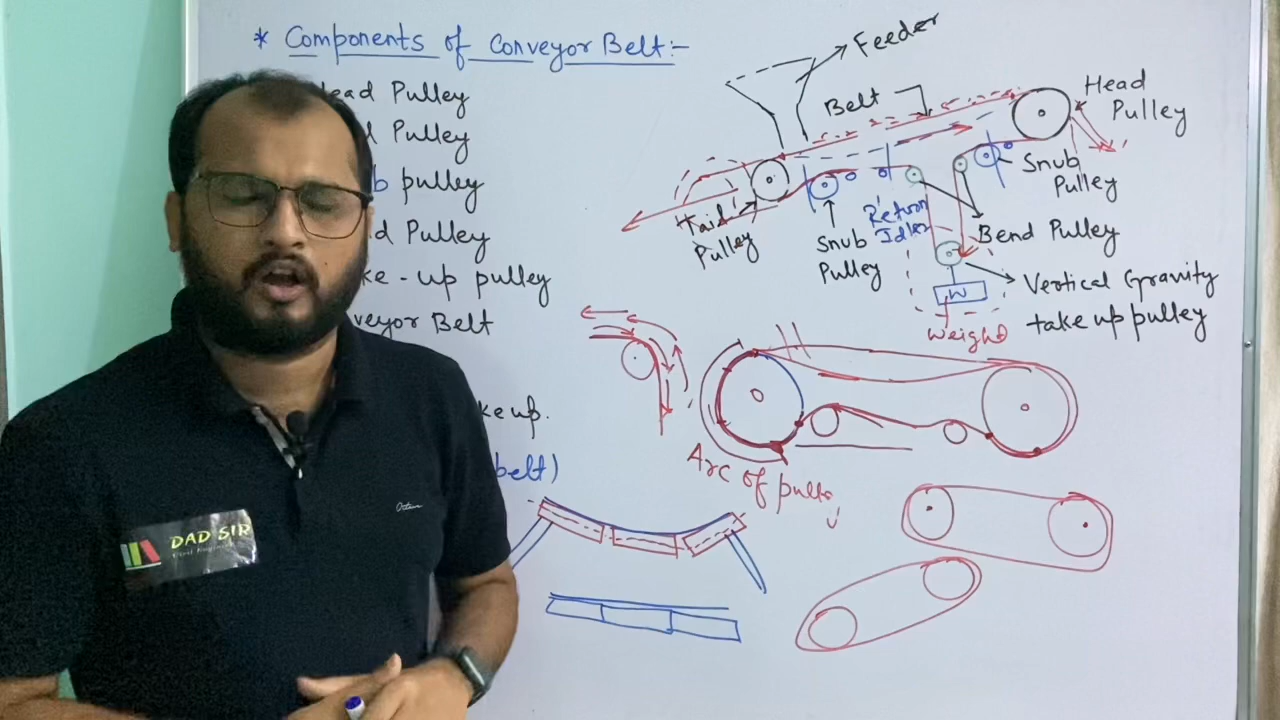 * Components of Conveyor Belt:-
ead Pulley
Pulley
b pulley
d Pulley
ke-up pulley
veyor Belt
ke up.
belt)
Feeder
Belt
Head
Pulley
Snub
Pulley
Tail
Pulley
Snub
Pulley
Return
Idler
Bend Pulley
Vertical Gravity
take up pulley
W
Weight
Arc of
DAD SIR